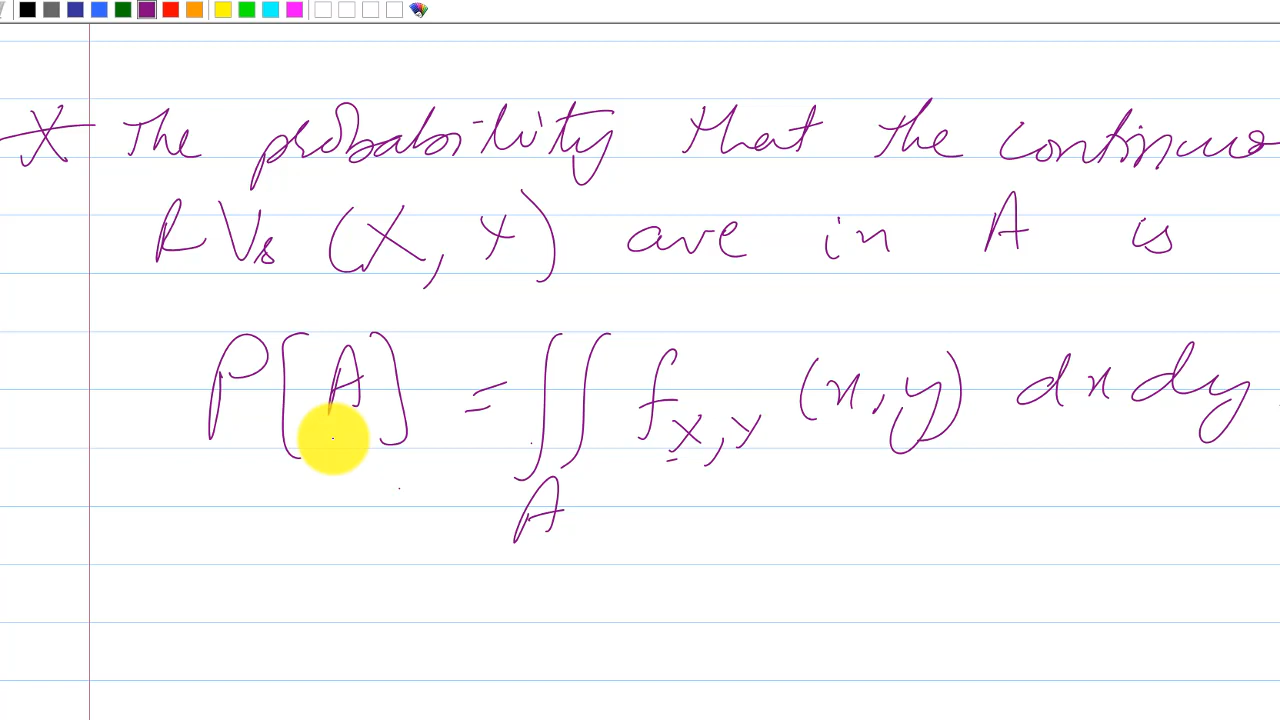 * The probability that the continuo
RVs (X, Y) are in A is
P[A] = ∬_A f_{X,Y} (x, y) dx dy